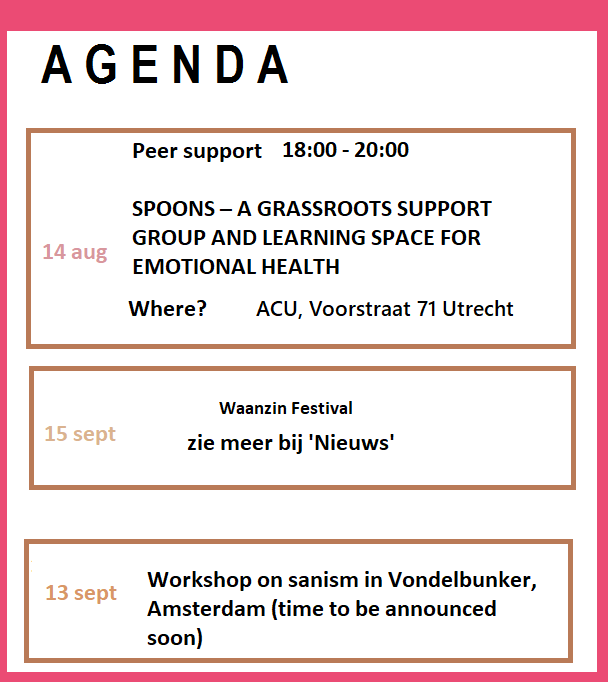 AGENDA
Peer support 18:00 - 20:00
14 aug
SPOONS – A GRASSROOTS SUPPORT
GROUP AND LEARNING SPACE FOR
EMOTIONAL HEALTH
Where? ACU, Voorstraat 71 Utrecht
15 sept
Waanzin Festival
zie meer bij 'Nieuws'
13 sept
Workshop on sanism in Vondelbunker,
Amsterdam (time to be announced
soon)